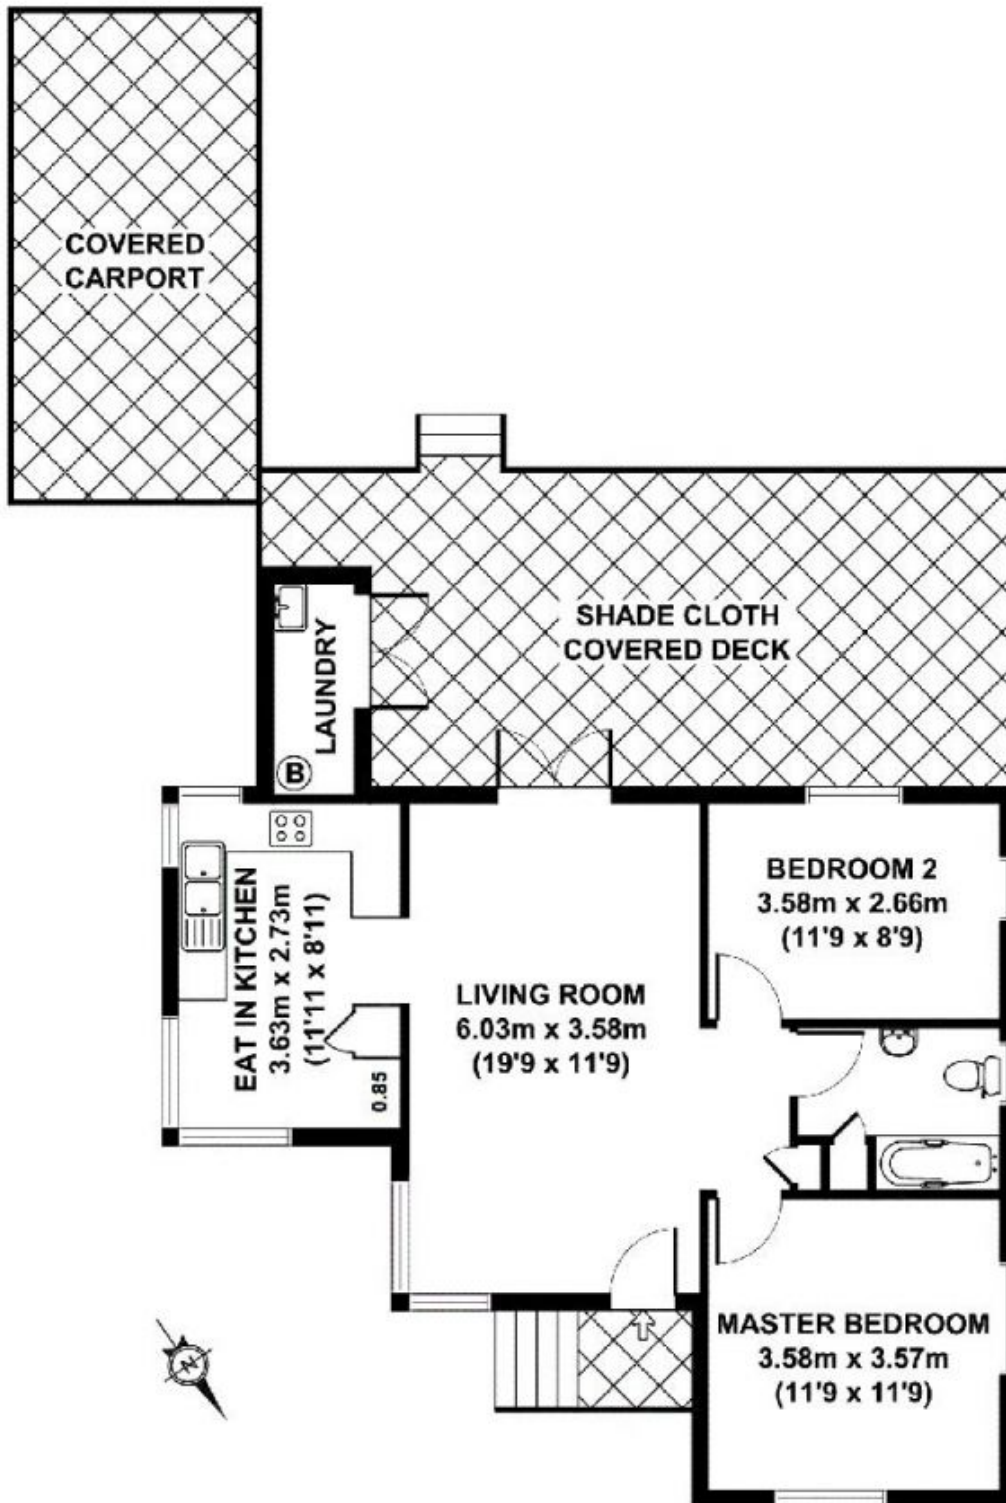 COVERED
CARPORT
SHADE CLOTH
COVERED DECK
LAUNDRY
B
EAT IN KITCHEN
3.63m x 2.73m
(11'11 x 8'11)
0.85
LIVING ROOM
6.03m x 3.58m
(19'9 x 11'9)
BEDROOM 2
3.58m x 2.66m
(11'9 x 8'9)
MASTER BEDROOM
3.58m x 3.57m
(11'9 x 11'9)
N